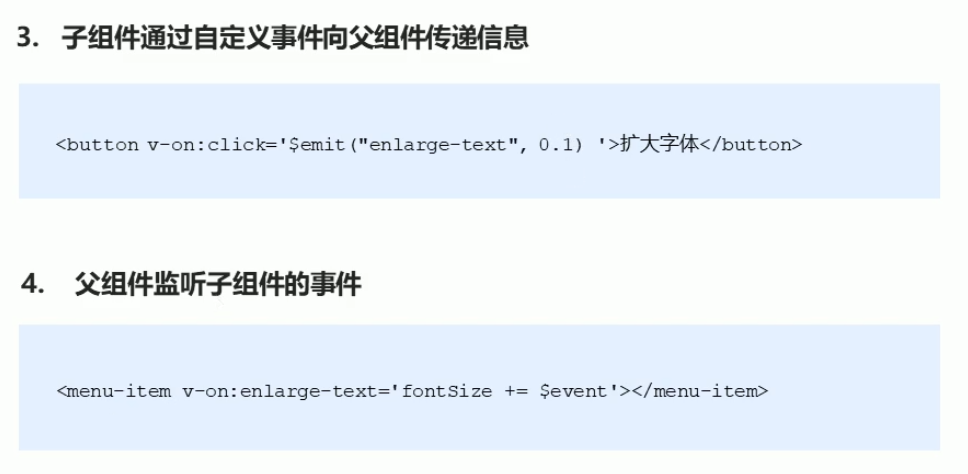 3. 子组件通过自定义事件向父组件传递信息
<button v-on:click='$emit("enlarge-text", 0.1) '>扩大字体</button>
4. 父组件监听子组件的事件
<menu-item v-on:enlarge-text='fontSize += $event'></menu-item>